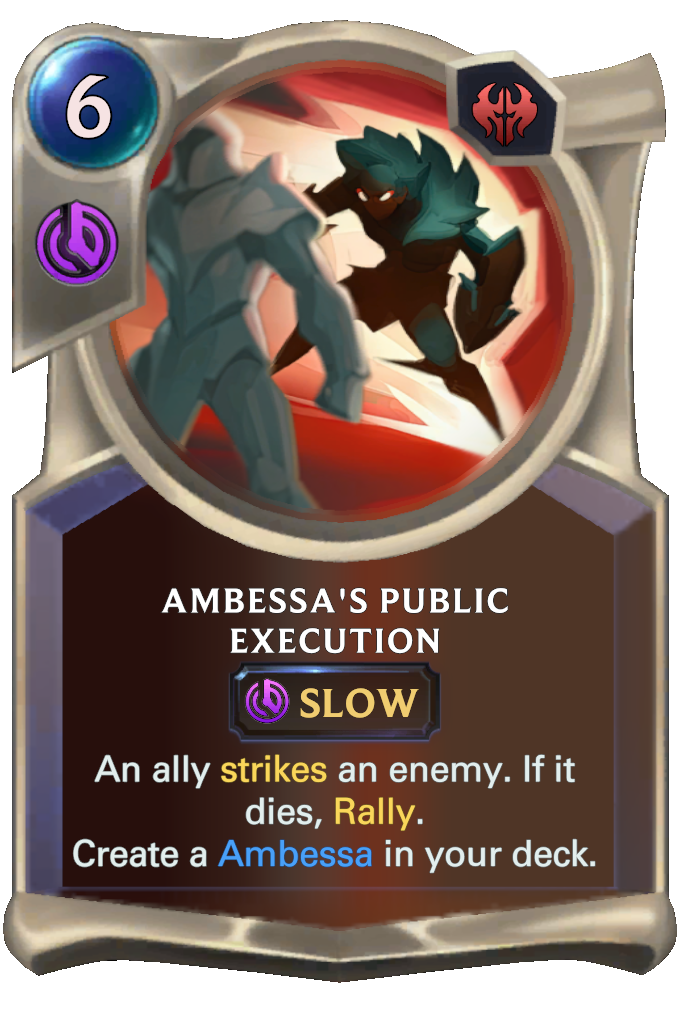 6
AMBESSA'S PUBLIC
EXECUTION
SLOW
An ally strikes an enemy. If it
dies, Rally.
Create a Ambessa in your deck.